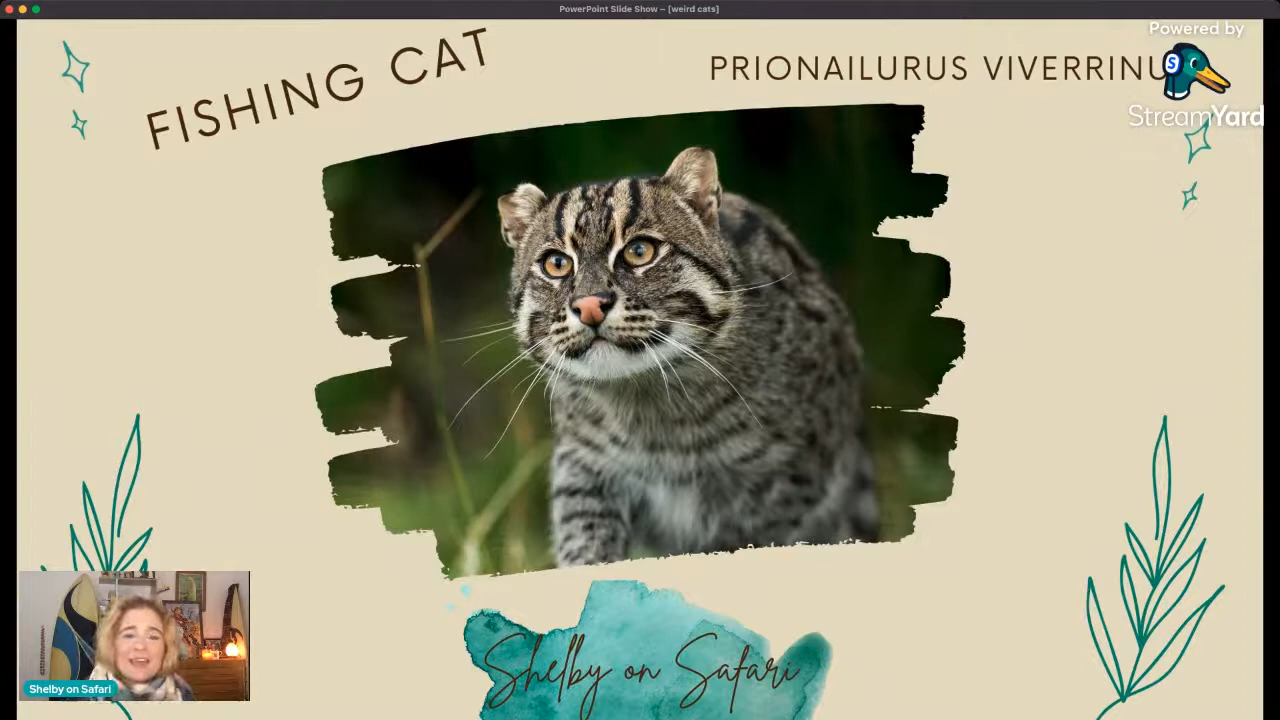 PowerPoint Slide Show – [weird cats]
FISHING CAT
PRIONAILURUS VIVERRINU
Powered by
S
StreamYard
Shelby on Safari
Shelby on Safari